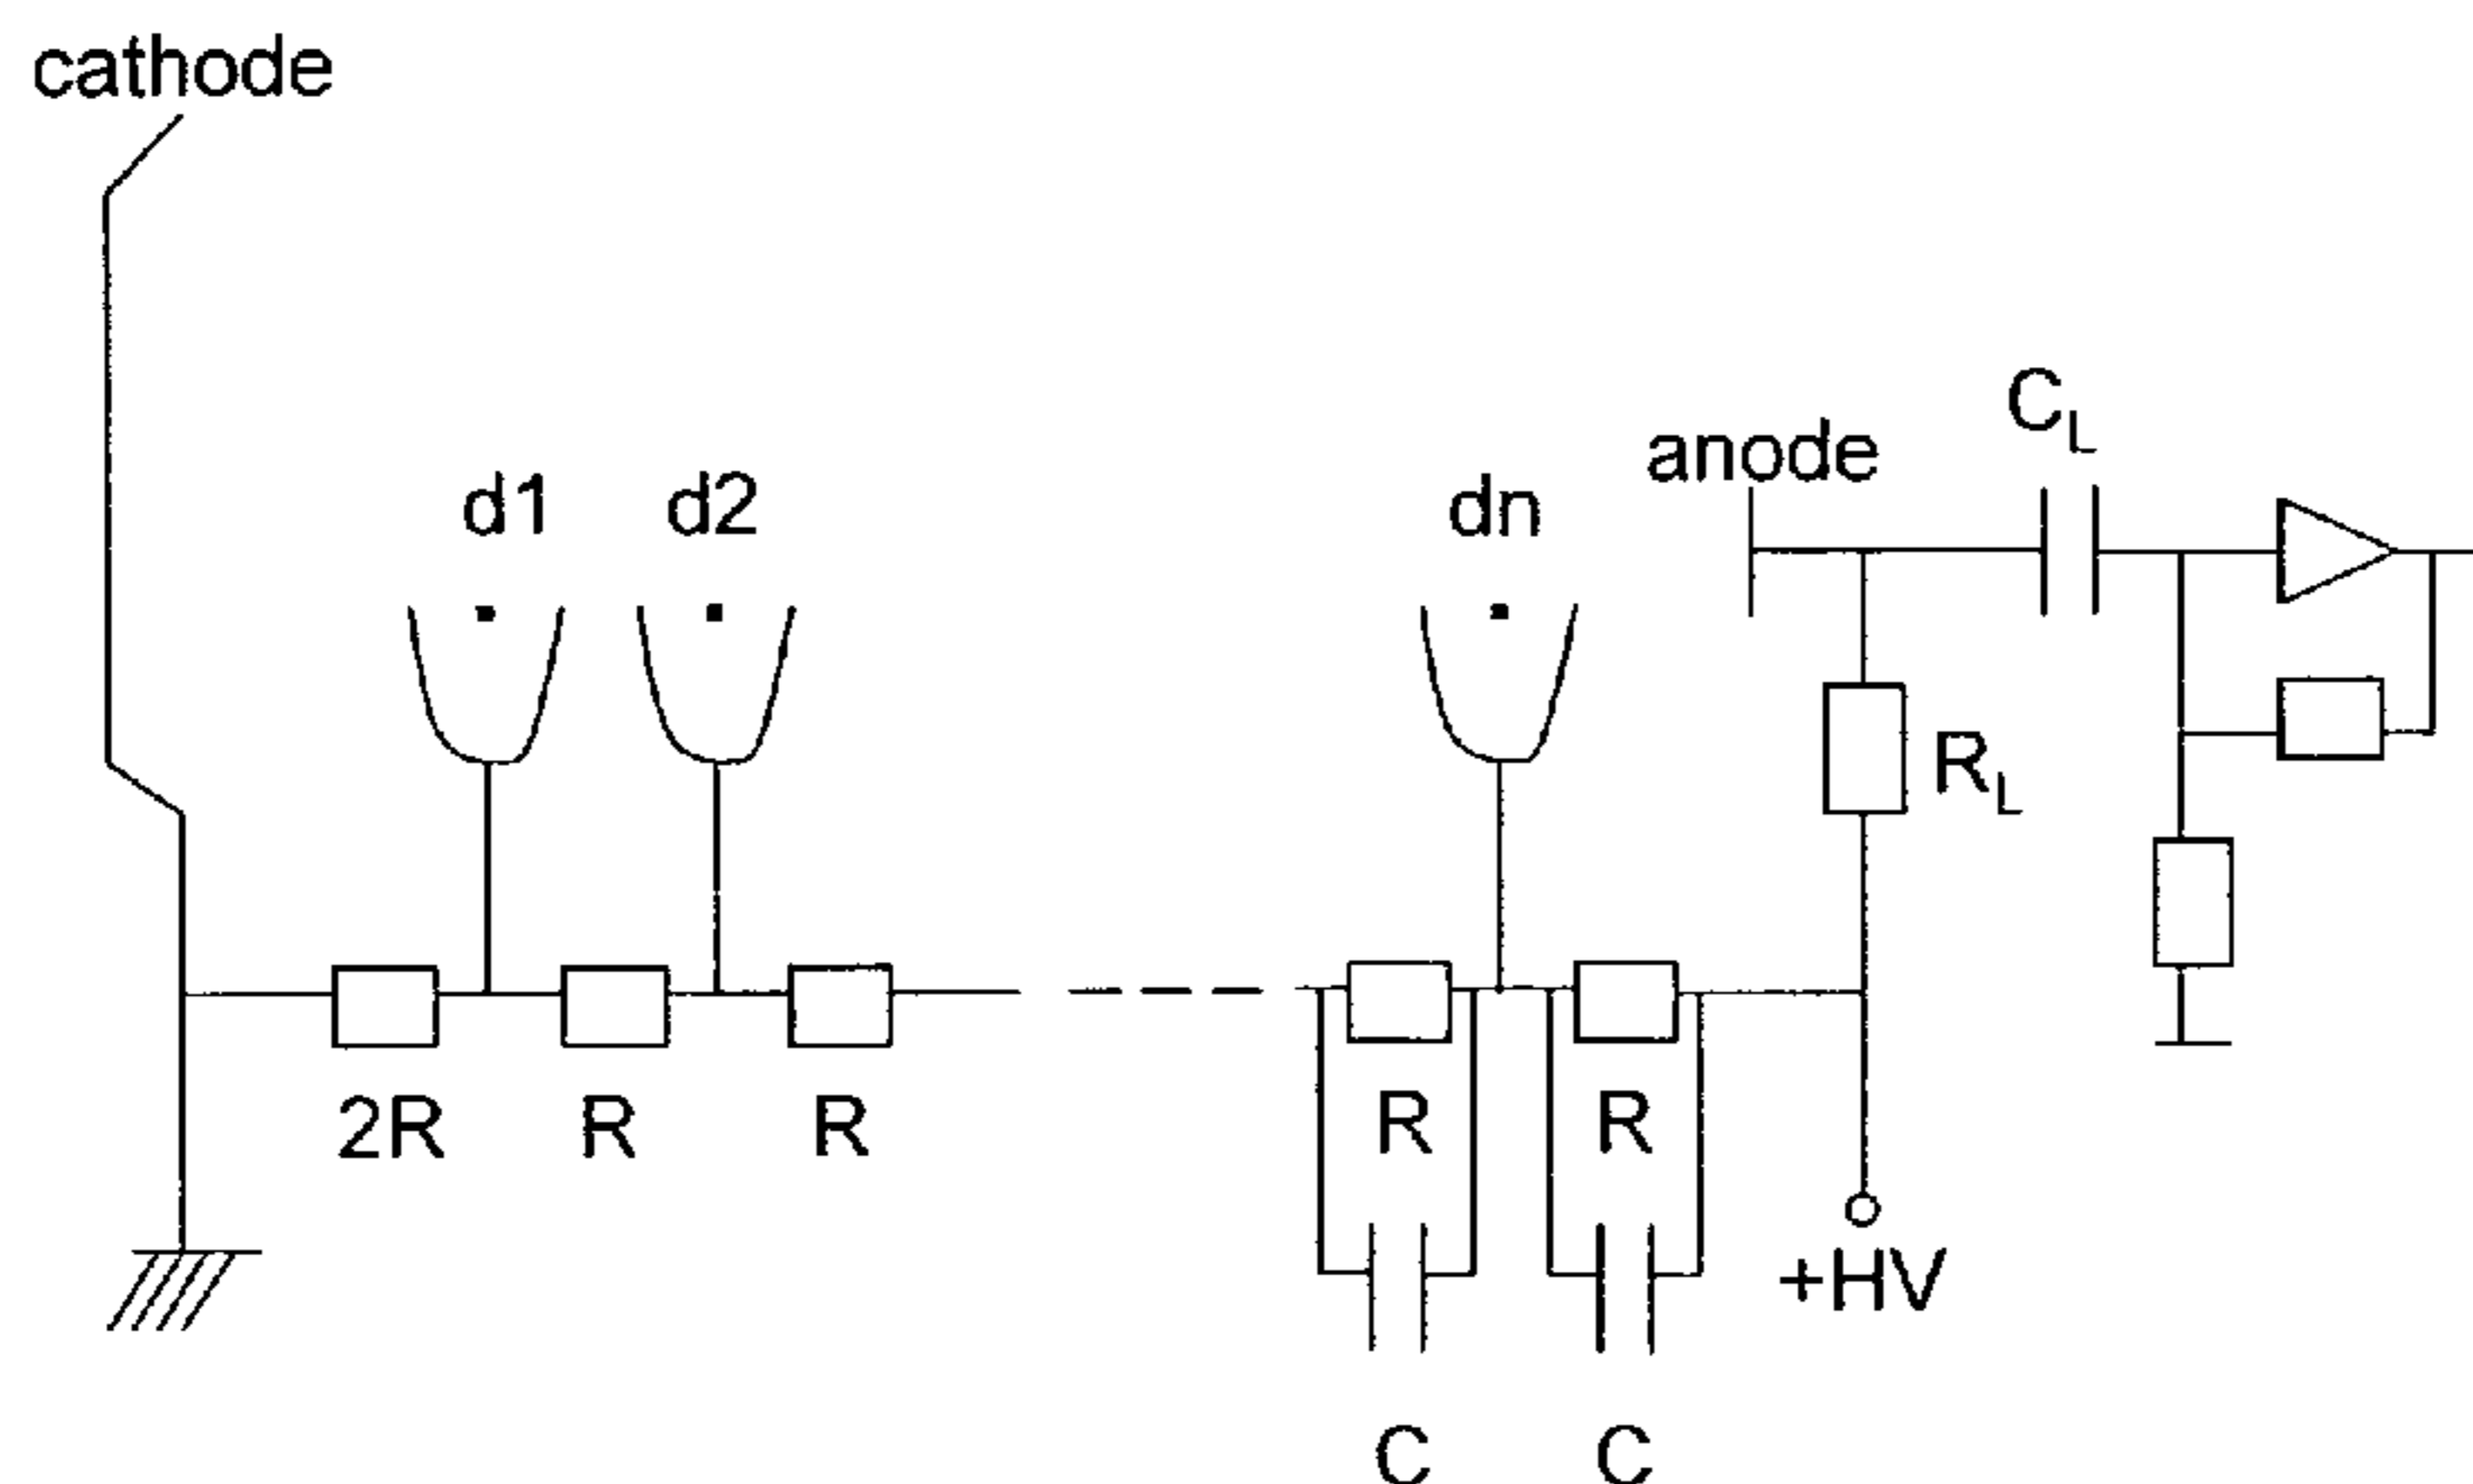 cathode
C_L
anode
d1 d2 dn
R_L
2R R R R R
+HV
C C